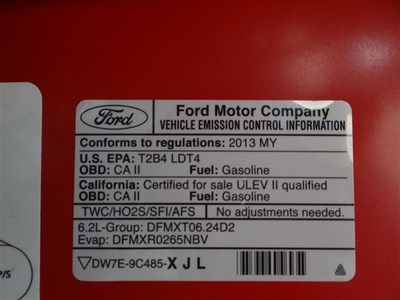 Ford
Ford Motor Company
VEHICLE EMISSION CONTROL INFORMATION
Conforms to regulations: 2013 MY
U.S. EPA: T2B4 LDT4
OBD: CA II Fuel: Gasoline
California: Certified for sale ULEV II qualified
OBD: CA II Fuel: Gasoline
TWC/HO2S/SFI/AFS No adjustments needed.
6.2L-Group: DFMXT06.24D2
Evap: DFMXR0265NBV
▽DW7E-9C485-X J L
P/S